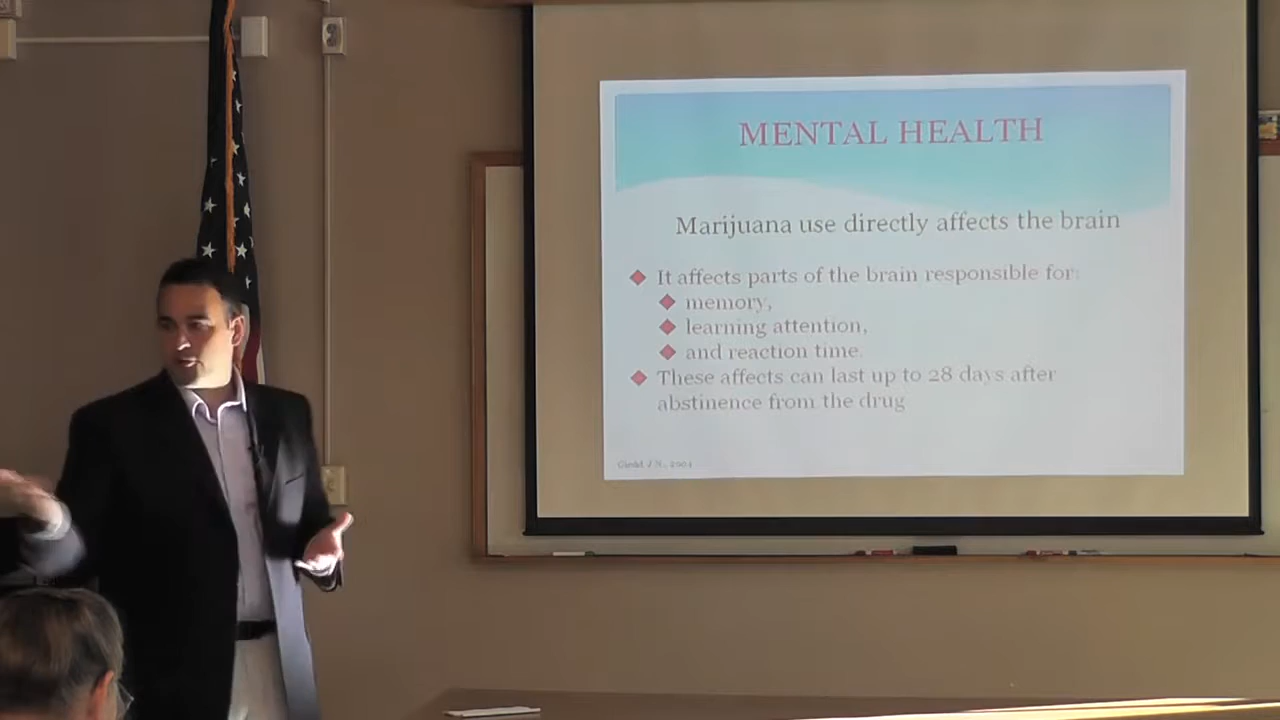 MENTAL HEALTH
Marijuana use directly affects the brain
It affects parts of the brain responsible for:
memory,
learning attention,
and reaction time.
These affects can last up to 28 days after
abstinence from the drug